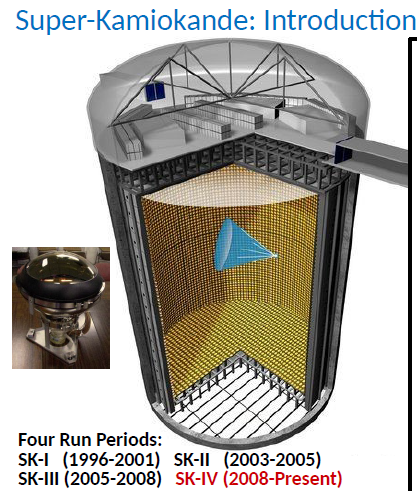 Super-Kamiokande: Introduction
Four Run Periods:
SK-I (1996-2001) SK-II (2003-2005)
SK-III (2005-2008) SK-IV (2008-Present)